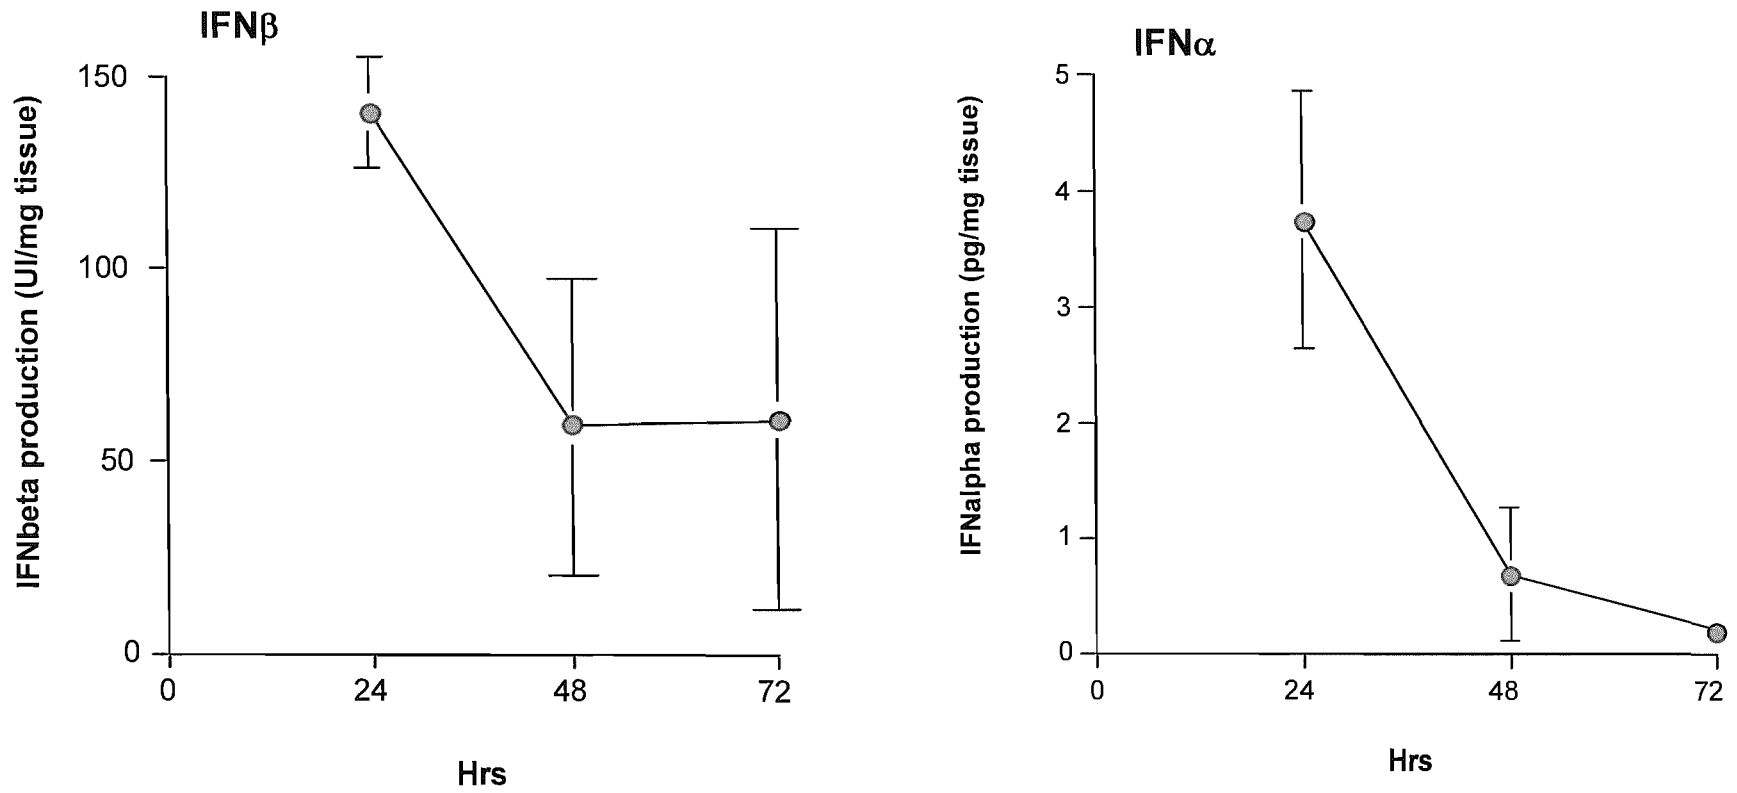 IFNβ
IFNbeta production (UI/mg tissue)
150
100
50
0
0 24 48 72
Hrs
IFNα
IFNalpha production (pg/mg tissue)
5
4
3
2
1
0
0 24 48 72
Hrs